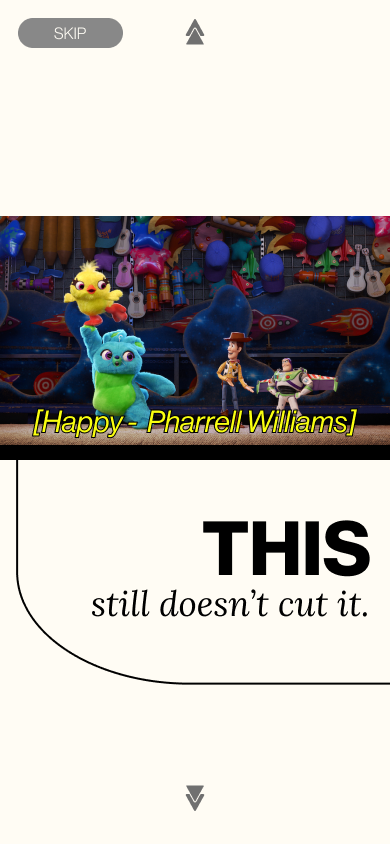 SKIP
[Happy - Pharrell Williams]
THIS
still doesn’t cut it.